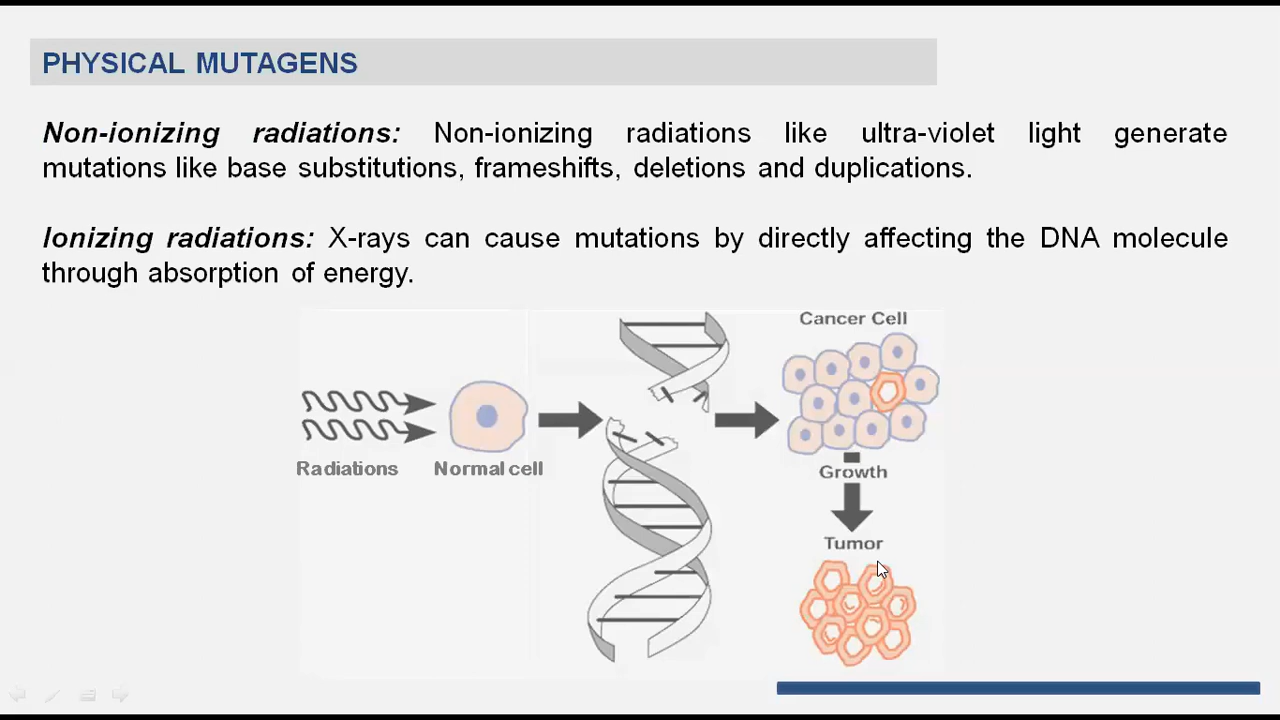 PHYSICAL MUTAGENS
Non-ionizing radiations: Non-ionizing radiations like ultra-violet light generate
mutations like base substitutions, frameshifts, deletions and duplications.
Ionizing radiations: X-rays can cause mutations by directly affecting the DNA molecule
through absorption of energy.
Cancer Cell
Radiations
Normal cell
Growth
Tumor